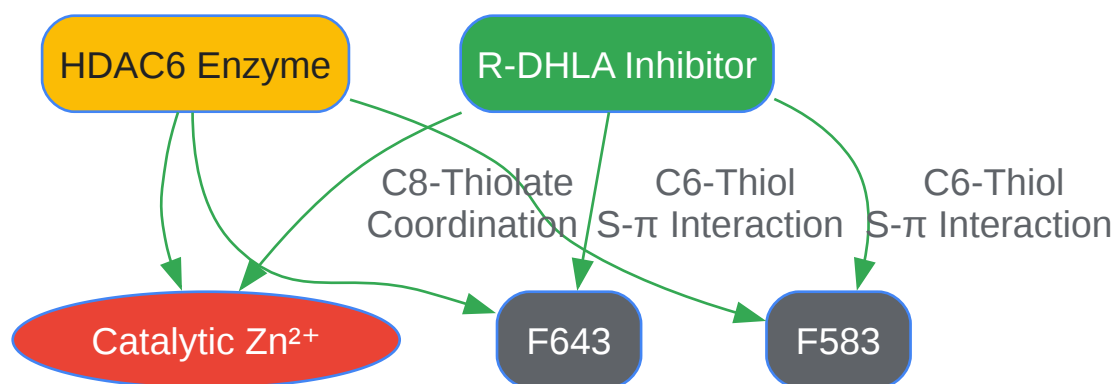 HDAC6 Enzyme
R-DHLA Inhibitor
C8-Thiolate
Coordination
C6-Thiol
S-π Interaction
C6-Thiol
S-π Interaction
Catalytic Zn²⁺
F643
F583